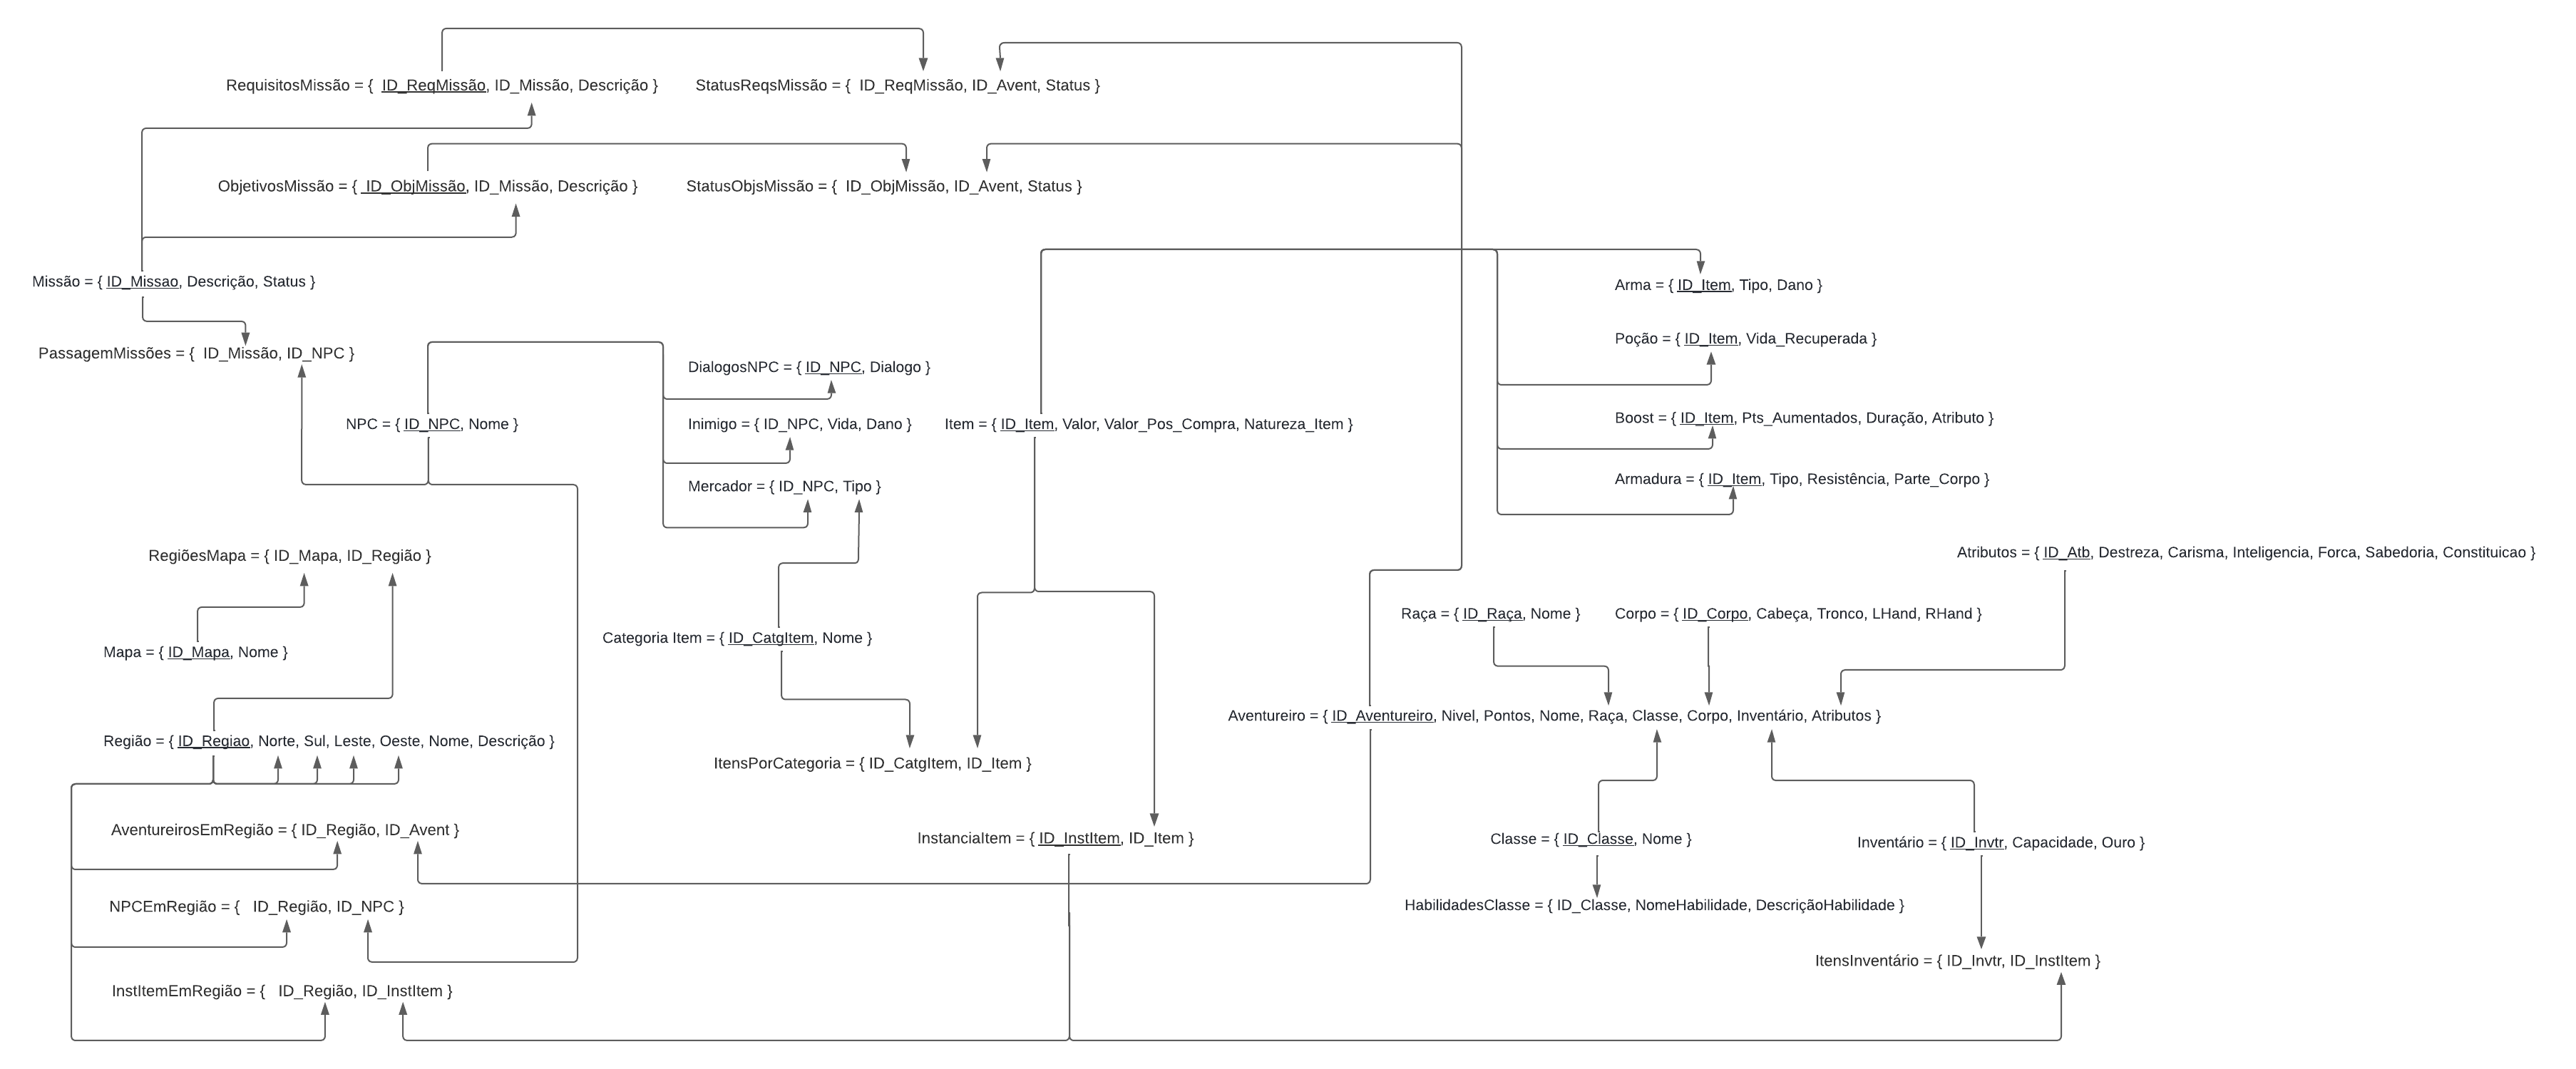 RequisitosMissão = { ID_ReqMissão, ID_Missão, Descrição }
StatusReqsMissão = { ID_ReqMissão, ID_Avent, Status }
ObjetivosMissão = { ID_ObjMissão, ID_Missão, Descrição }
StatusObjsMissão = { ID_ObjMissão, ID_Avent, Status }
Missão = { ID_Missao, Descrição, Status }
Arma = { ID_Item, Tipo, Dano }
Poção = { ID_Item, Vida_Recuperada }
PassagemMissões = { ID_Missão, ID_NPC }
DialogosNPC = { ID_NPC, Dialogo }
Boost = { ID_Item, Pts_Aumentados, Duração, Atributo }
NPC = { ID_NPC, Nome }
Inimigo = { ID_NPC, Vida, Dano }
Item = { ID_Item, Valor, Valor_Pos_Compra, Natureza_Item }
Armadura = { ID_Item, Tipo, Resistência, Parte_Corpo }
Mercador = { ID_NPC, Tipo }
RegiõesMapa = { ID_Mapa, ID_Região }
Atributos = { ID_Atb, Destreza, Carisma, Inteligencia, Forca, Sabedoria, Constituicao }
Raça = { ID_Raça, Nome }
Corpo = { ID_Corpo, Cabeça, Tronco, LHand, RHand }
Categoria Item = { ID_CatgItem, Nome }
Mapa = { ID_Mapa, Nome }
Aventureiro = { ID_Aventureiro, Nivel, Pontos, Nome, Raça, Classe, Corpo, Inventário, Atributos }
Região = { ID_Regiao, Norte, Sul, Leste, Oeste, Nome, Descrição }
ItensPorCategoria = { ID_CatgItem, ID_Item }
AventureirosEmRegião = { ID_Região, ID_Avent }
InstanciaItem = { ID_InstItem, ID_Item }
Classe = { ID_Classe, Nome }
Inventário = { ID_Invtr, Capacidade, Ouro }
NPCEmRegião = { ID_Região, ID_NPC }
HabilidadesClasse = { ID_Classe, NomeHabilidade, DescriçãoHabilidade }
ItensInventário = { ID_Invtr, ID_InstItem }
InstItemEmRegião = { ID_Região, ID_InstItem }